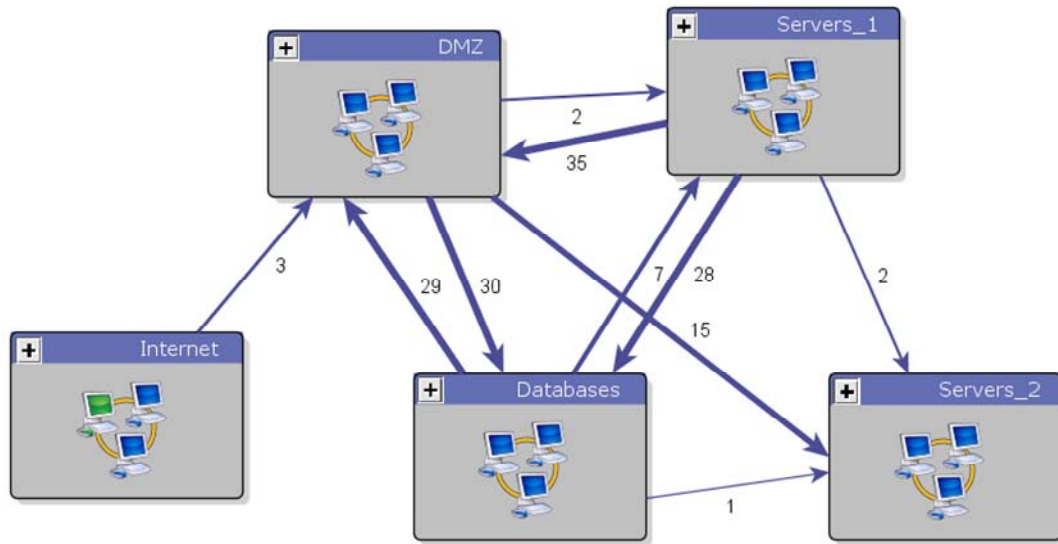 DMZ
Servers_1
2
35
3
29
30
7
28
2
15
Internet
Databases
Servers_2
1